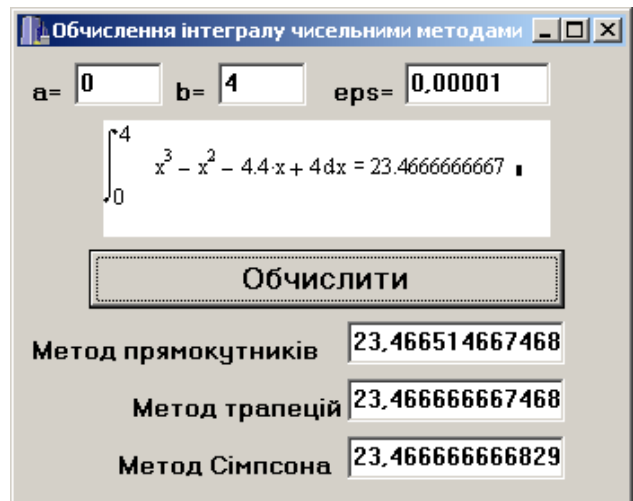 Обчислення інтегралу чисельними методами
a= 0 b= 4 eps= 0,00001
4
x³ – x² – 4.4·x + 4dx = 23.4666666667
0
Обчислити
Метод прямокутників 23,466514667468
Метод трапецій 23,466666667468
Метод Сімпсона 23,466666666829